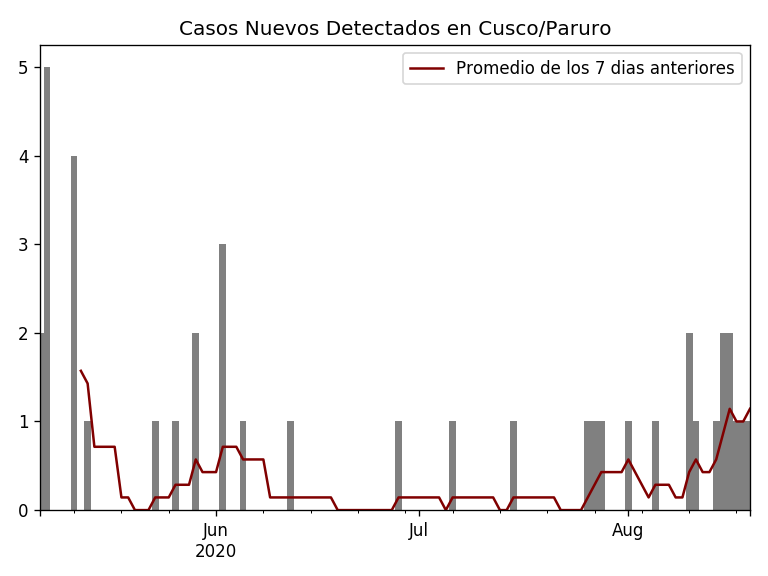 Casos Nuevos Detectados en Cusco/Paruro
Promedio de los 7 dias anteriores
5
4
3
2
1
0
Jun
2020
Jul
Aug